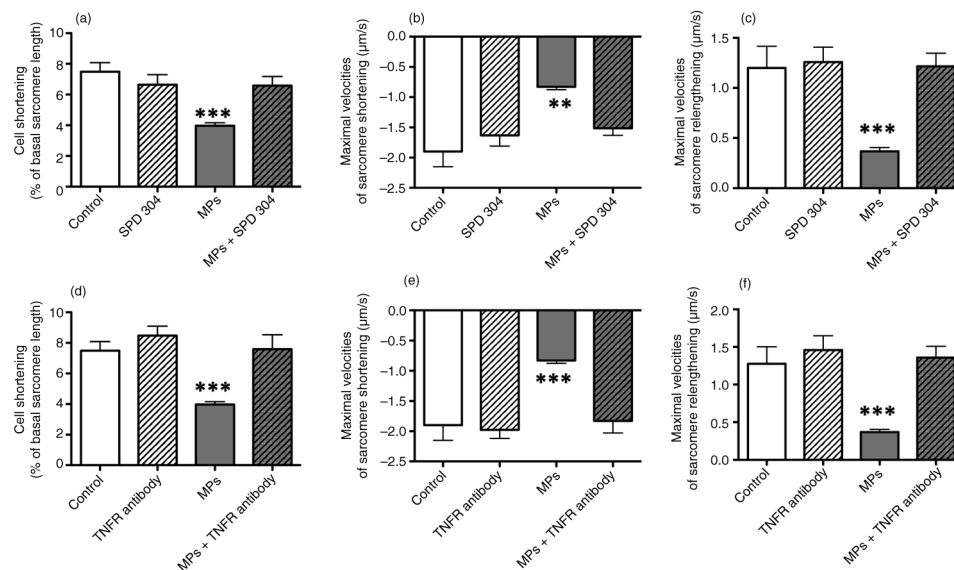 (a)
Cell shortening
(% of basal sarcomere length)
10
8
6
4
2
0
***
Control
SPD 304
MPs
MPs + SPD 304
(b)
Maximal velocities
of sarcomere shortening (µm/s)
0.0
–0.5
–1.0
–1.5
–2.0
–2.5
**
Control
SPD 304
MPs
MPs + SPD 304
(c)
Maximal velocities
of sarcomere relengthening (µm/s)
1.5
1.2
0.5
0.0
***
Control
SPD 304
MPs
MPs + SPD 304
(d)
Cell shortening
(% of basal sarcomere length)
10
8
6
4
2
0
***
Control
TNFR antibody
MPs
MPs + TNFR antibody
(e)
Maximal velocities
of sarcomere shortening (µm/s)
0.0
–0.5
–1.0
–1.5
–2.0
–2.5
***
Control
TNFR antibody
MPs
MPs + TNFR antibody
(f)
Maximal velocities
of sarcomere relengthening (µm/s)
2.0
1.5
1.0
0.5
0.0
***
Control
TNFR antibody
MPs
MPs + TNFR antibody